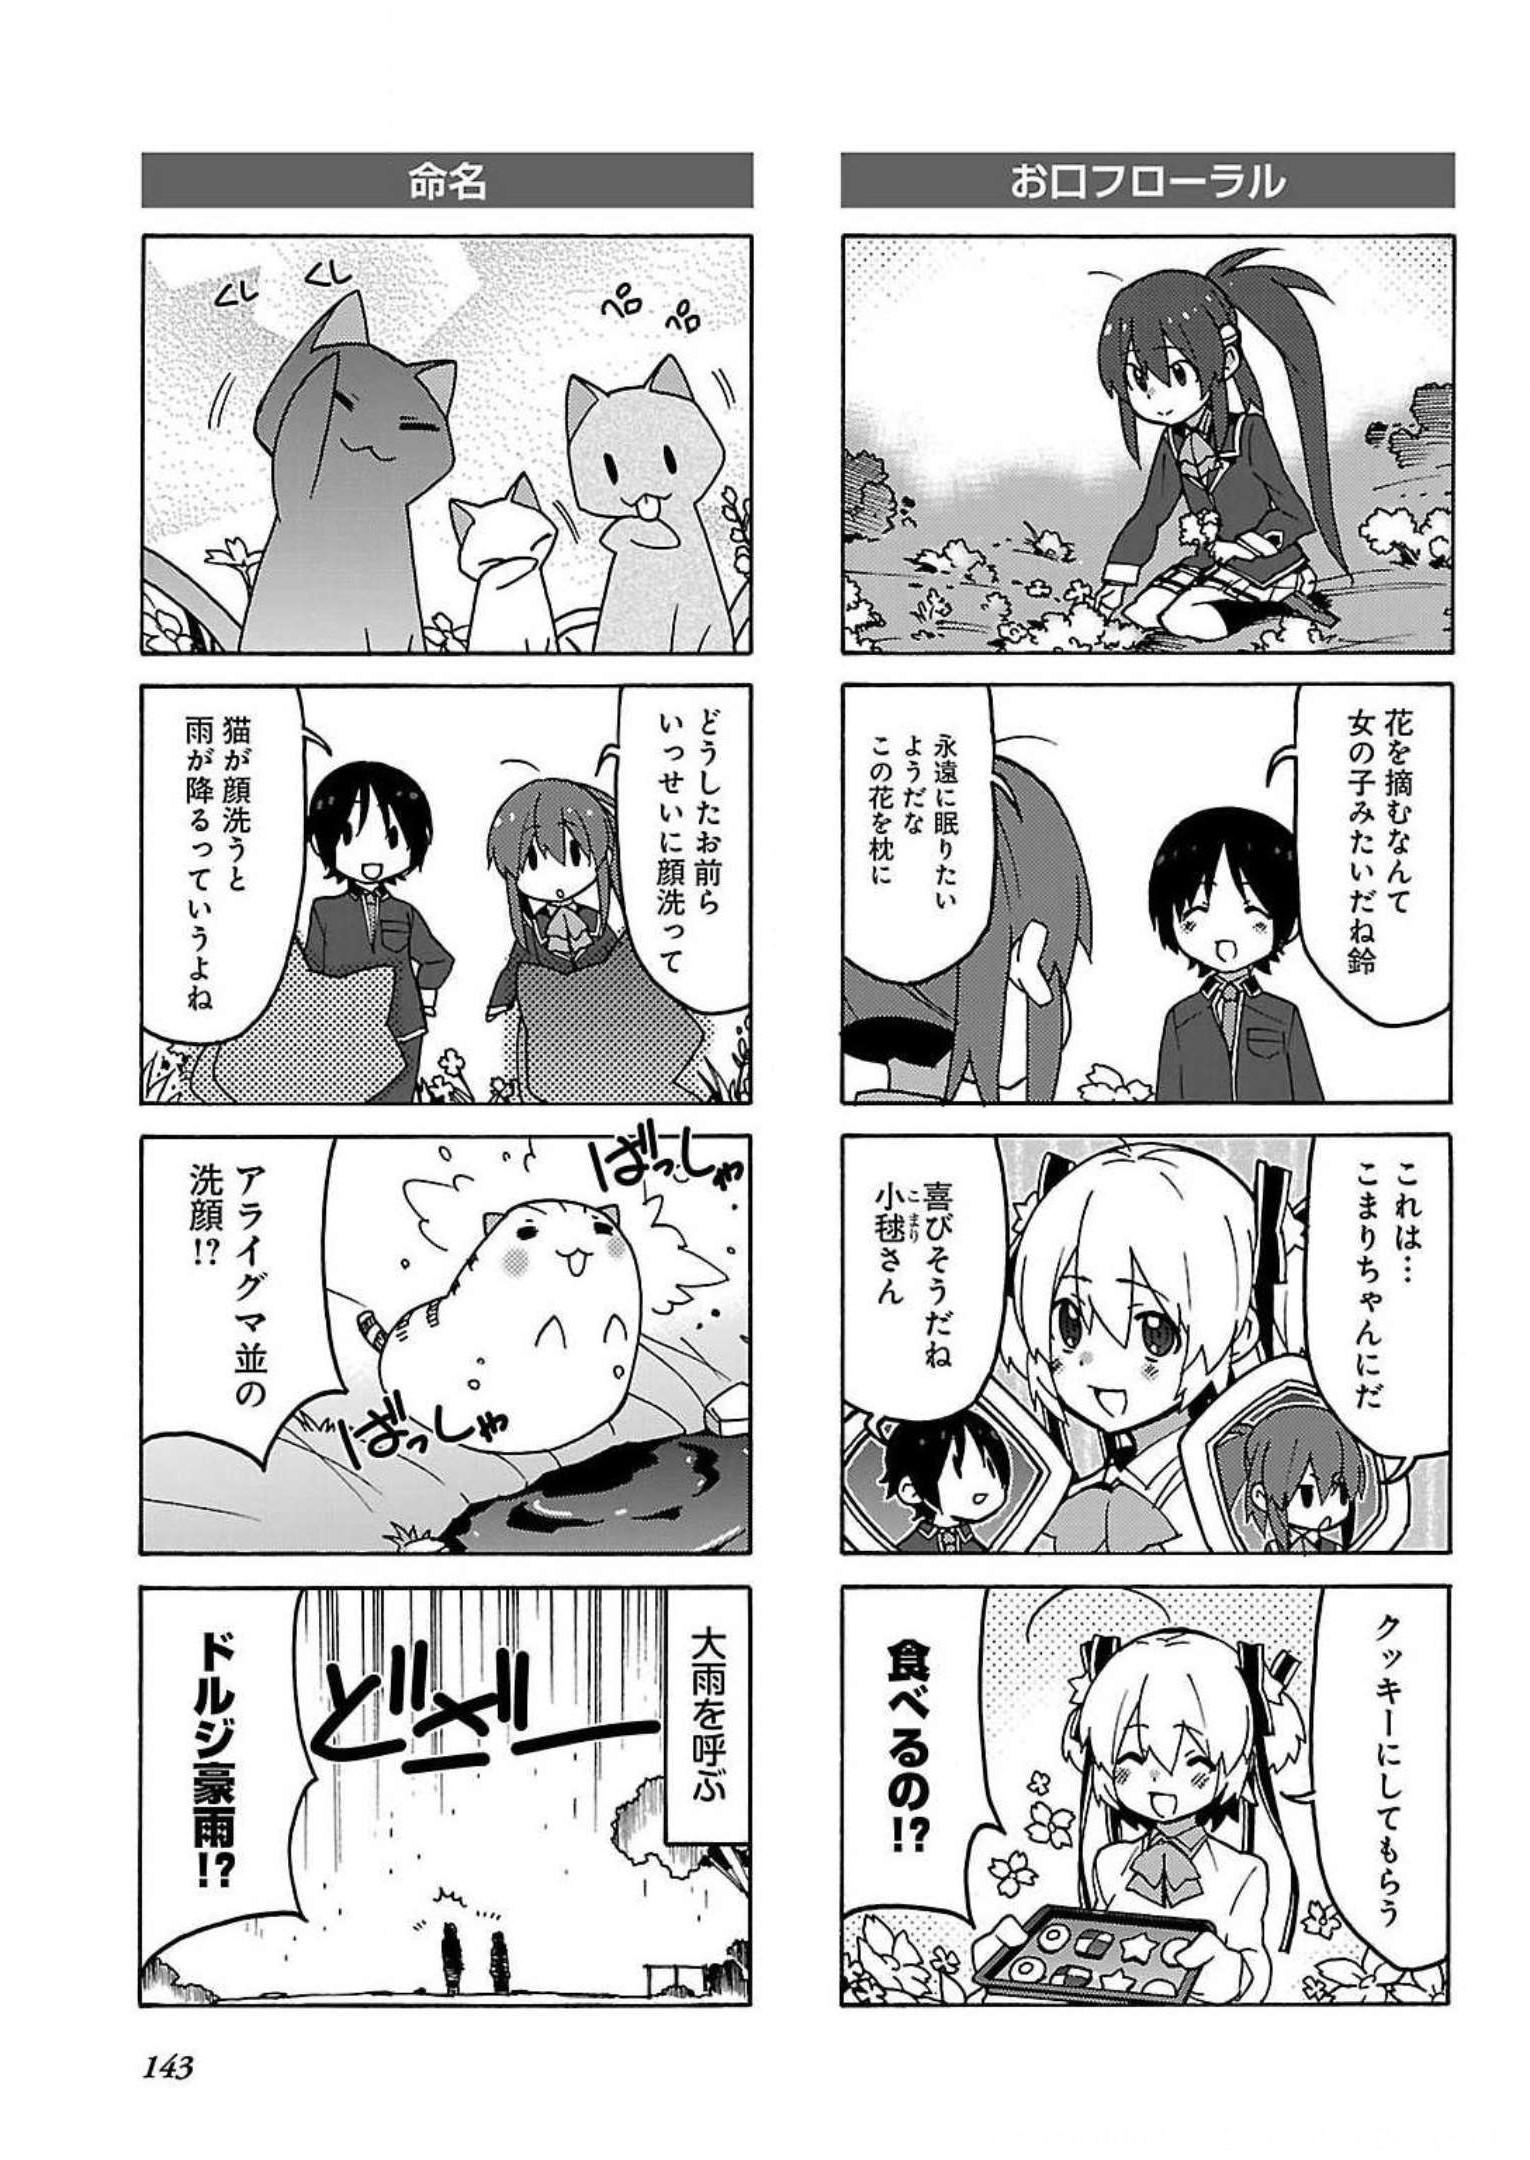 お口フローラル
花を摘むなんて
女の子みたいだね鈴
永遠に眠りたい
ようだな
この花を枕に
これは…
こまりちゃんにだ
喜びそうだね
小毬さん
こまり
クッキーにしてもらう
食べるの!?
命名
くし
くし
ペロ
ペロ
どうしたお前ら
いっせいに顔洗って
猫が顔洗うと
雨が降るっていうよね
ばっしゃ
アライグマ並の
洗顔!?
ばっしゃ
大雨を呼ぶ
どざー
ドルジ豪雨!?
143